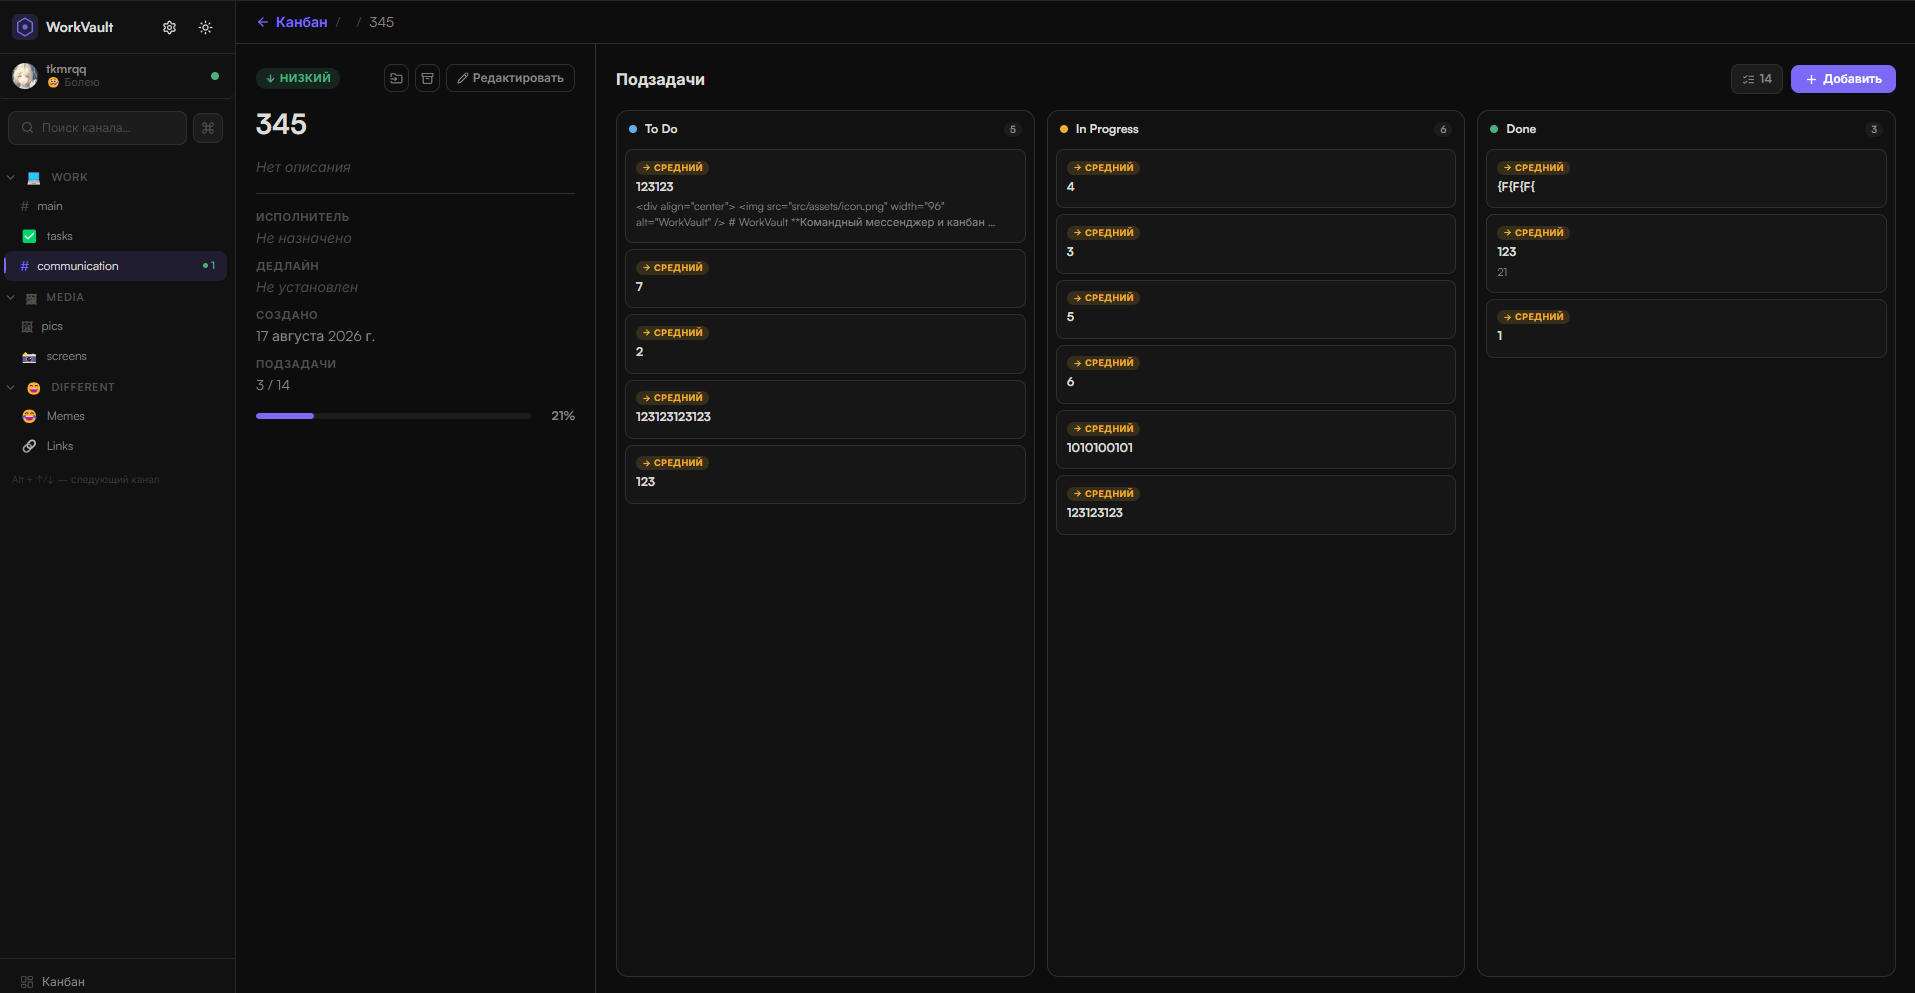 WorkVault
tkmrqq
Болею
Поиск канала...
WORK
main
tasks
communication
1
MEDIA
pics
screens
DIFFERENT
Memes
Links
Alt + ↑/↓ — следующий канал
Канбан
← Канбан / / 345
↓ НИЗКИЙ
Редактировать
345
Нет описания
ИСПОЛНИТЕЛЬ
Не назначено
ДЕДЛАЙН
Не установлен
СОЗДАНО
17 августа 2026 г.
ПОДЗАДАЧИ
3 / 14
21%
Подзадачи
14
+ Добавить
To Do
5
→ СРЕДНИЙ
123123
<div align="center"> <img src="src/assets/icon.png" width="96"
alt="WorkVault" /> # WorkVault **Командный мессенджер и канбан ...
→ СРЕДНИЙ
7
→ СРЕДНИЙ
2
→ СРЕДНИЙ
123123123123
→ СРЕДНИЙ
123
In Progress
6
→ СРЕДНИЙ
4
→ СРЕДНИЙ
3
→ СРЕДНИЙ
5
→ СРЕДНИЙ
6
→ СРЕДНИЙ
1010100101
→ СРЕДНИЙ
123123123
Done
3
→ СРЕДНИЙ
{F{F{F{
→ СРЕДНИЙ
123
21
→ СРЕДНИЙ
1